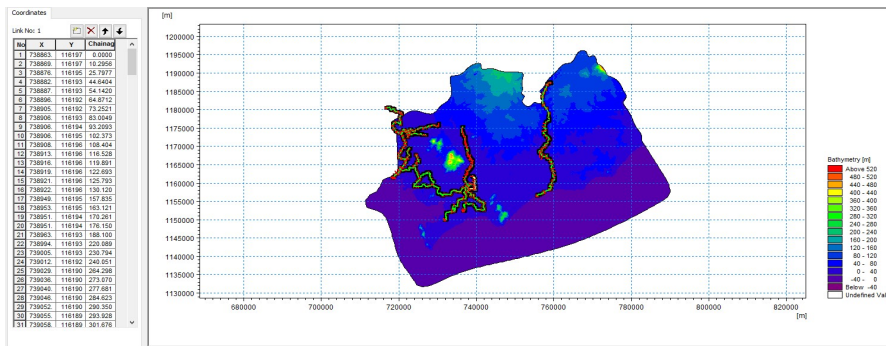 Coordinates
Link No: 1
No X Y Chainag
1 738863. 116197 0.0000
2 738869. 116197 10.2956
3 738876. 116195 25.7977
4 738882. 116193 44.6404
5 738887. 116193 54.1420
6 738896. 116192 64.8712
7 738905. 116192 73.2521
8 738906. 116193 83.0049
9 738906. 116194 93.2093
10 738906. 116195 102.373
11 738908. 116196 108.404
12 738913. 116196 116.528
13 738916. 116196 119.891
14 738919. 116196 122.693
15 738921. 116196 125.793
16 738922. 116196 130.120
17 738949. 116195 157.835
18 738953. 116195 163.121
19 738951. 116194 170.261
20 738951. 116194 176.150
21 738963. 116193 188.100
22 738994. 116193 220.089
23 739005. 116193 230.794
24 739012. 116192 240.051
25 739029. 116190 264.298
26 739036. 116190 273.070
27 739040. 116190 277.681
28 739046. 116190 284.623
29 739052. 116190 290.350
30 739055. 116189 293.928
31 739058. 116189 301.676
[m]
1200000
1195000
1190000
1185000
1180000
1175000
1170000
1165000
1160000
1155000
1150000
1145000
1140000
1135000
1130000
680000 700000 720000 740000 760000 780000 800000 820000
[m]
Bathymetry [m]
Above 520
480 - 520
440 - 480
400 - 440
360 - 400
320 - 360
280 - 320
240 - 280
200 - 240
160 - 200
120 - 160
80 - 120
40 - 80
0 - 40
-40 - 0
Below -40
Undefined Val